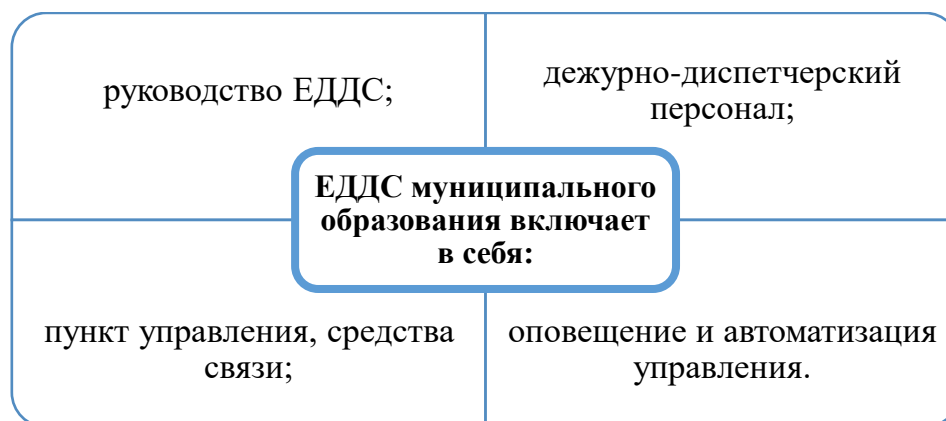 руководство ЕДДС;
дежурно-диспетчерский
персонал;
ЕДДС муниципального
образования включает
в себя:
пункт управления, средства
связи;
оповещение и автоматизация
управления.